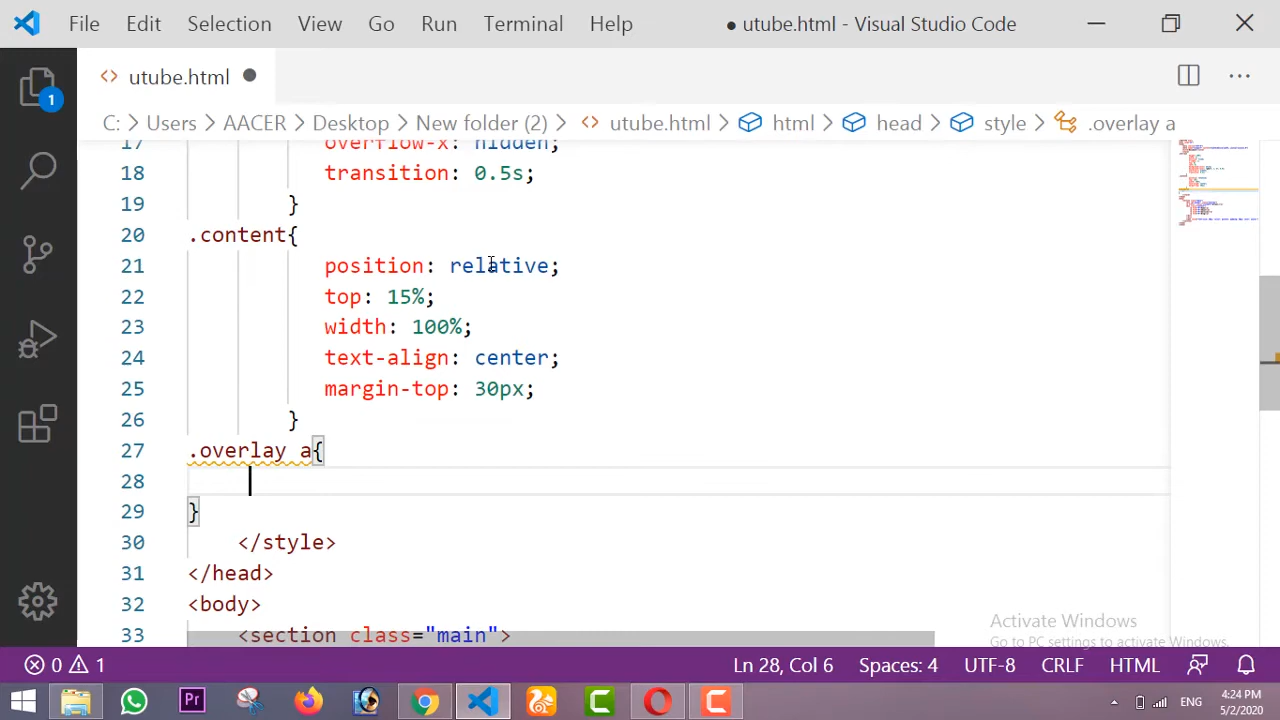 File Edit Selection View Go Run Terminal Help ● utube.html - Visual Studio Code
utube.html
1
C: > Users > AACER > Desktop > New folder (2) > utube.html > html > head > style > .overlay a
17 overflow-x: hidden;
18 transition: 0.5s;
19 }
20 .content{
21 position: relative;
22 top: 15%;
23 width: 100%;
24 text-align: center;
25 margin-top: 30px;
26 }
27 .overlay a{
28
29 }
30 </style>
31 </head>
32 <body>
33 <section class="main">
Activate Windows
Go to PC settings to activate Windows.
0 1 Ln 28, Col 6 Spaces: 4 UTF-8 CRLF HTML
Pr
ENG
4:24 PM
5/2/2020